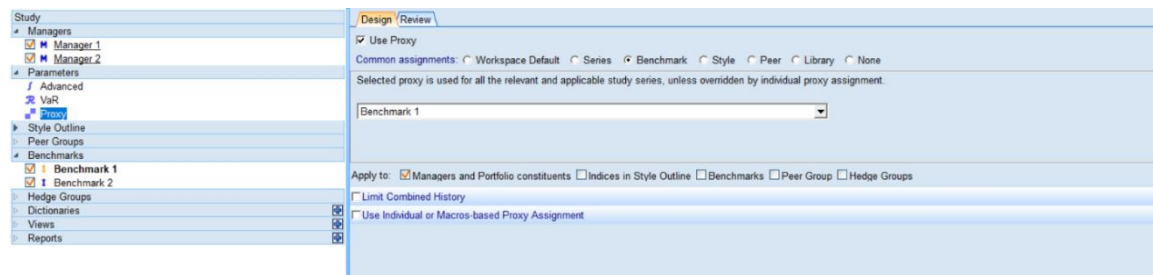 Study
Managers
Manager 1
Manager 2
Parameters
Advanced
VaR
Proxy
Style Outline
Peer Groups
Benchmarks
Benchmark 1
Benchmark 2
Hedge Groups
Dictionaries
Views
Reports
Design Review
Use Proxy
Common assignments: Workspace Default Series Benchmark Style Peer Library None
Selected proxy is used for all the relevant and applicable study series, unless overridden by individual proxy assignment.
Benchmark 1
Apply to: Managers and Portfolio constituents Indices in Style Outline Benchmarks Peer Group Hedge Groups
Limit Combined History
Use Individual or Macros-based Proxy Assignment